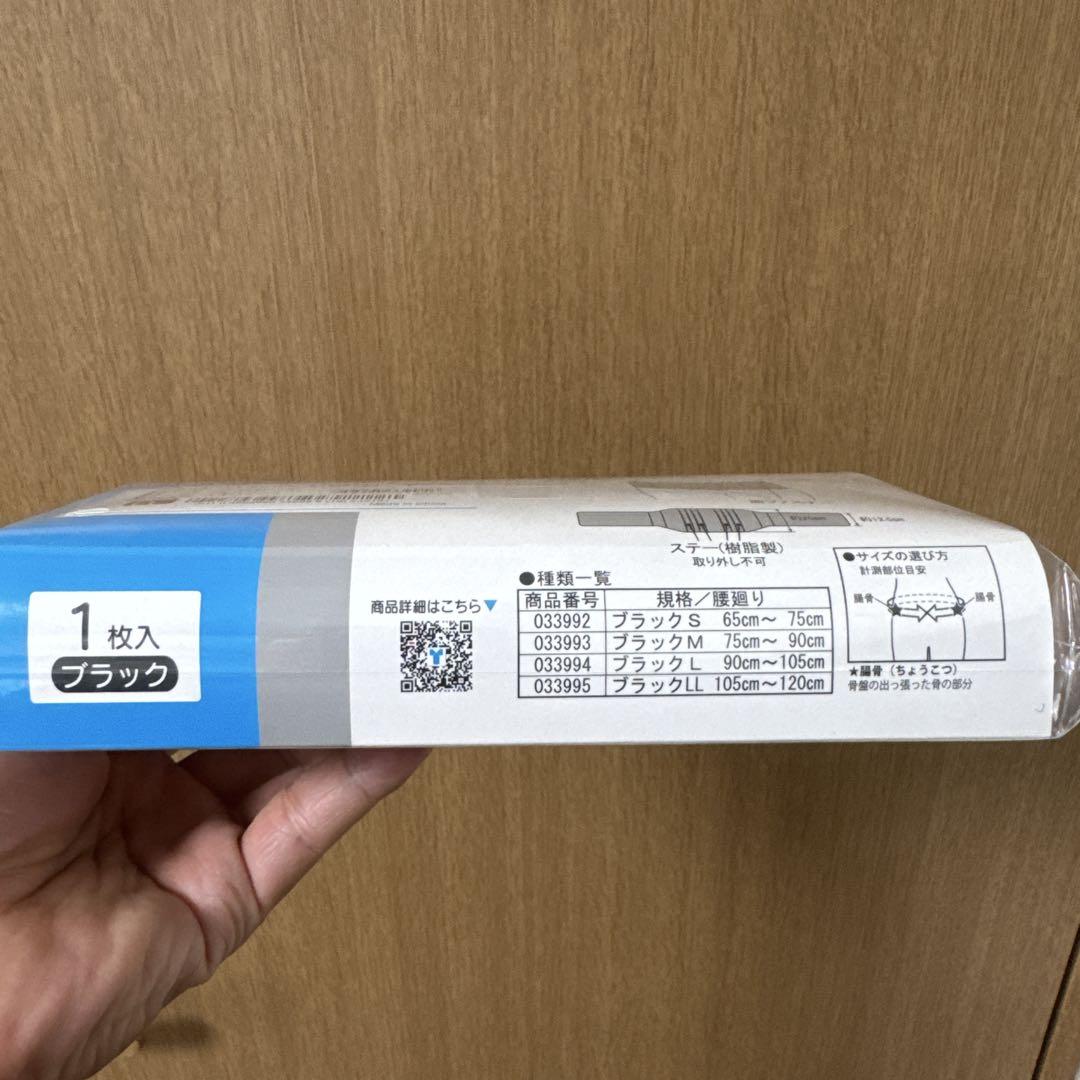 1枚入
ブラック
商品詳細はこちら▼
ステー(樹脂製)
取り外し不可
●種類一覧
商品番号 規格／腰廻り
033992 ブラックS 65cm～ 75cm
033993 ブラックM 75cm～ 90cm
033994 ブラックL 90cm～105cm
033995 ブラックLL 105cm～120cm
●サイズの選び方
計測部位目安
腸骨 腸骨
★腸骨（ちょうこつ）
骨盤の出っ張った骨の部分